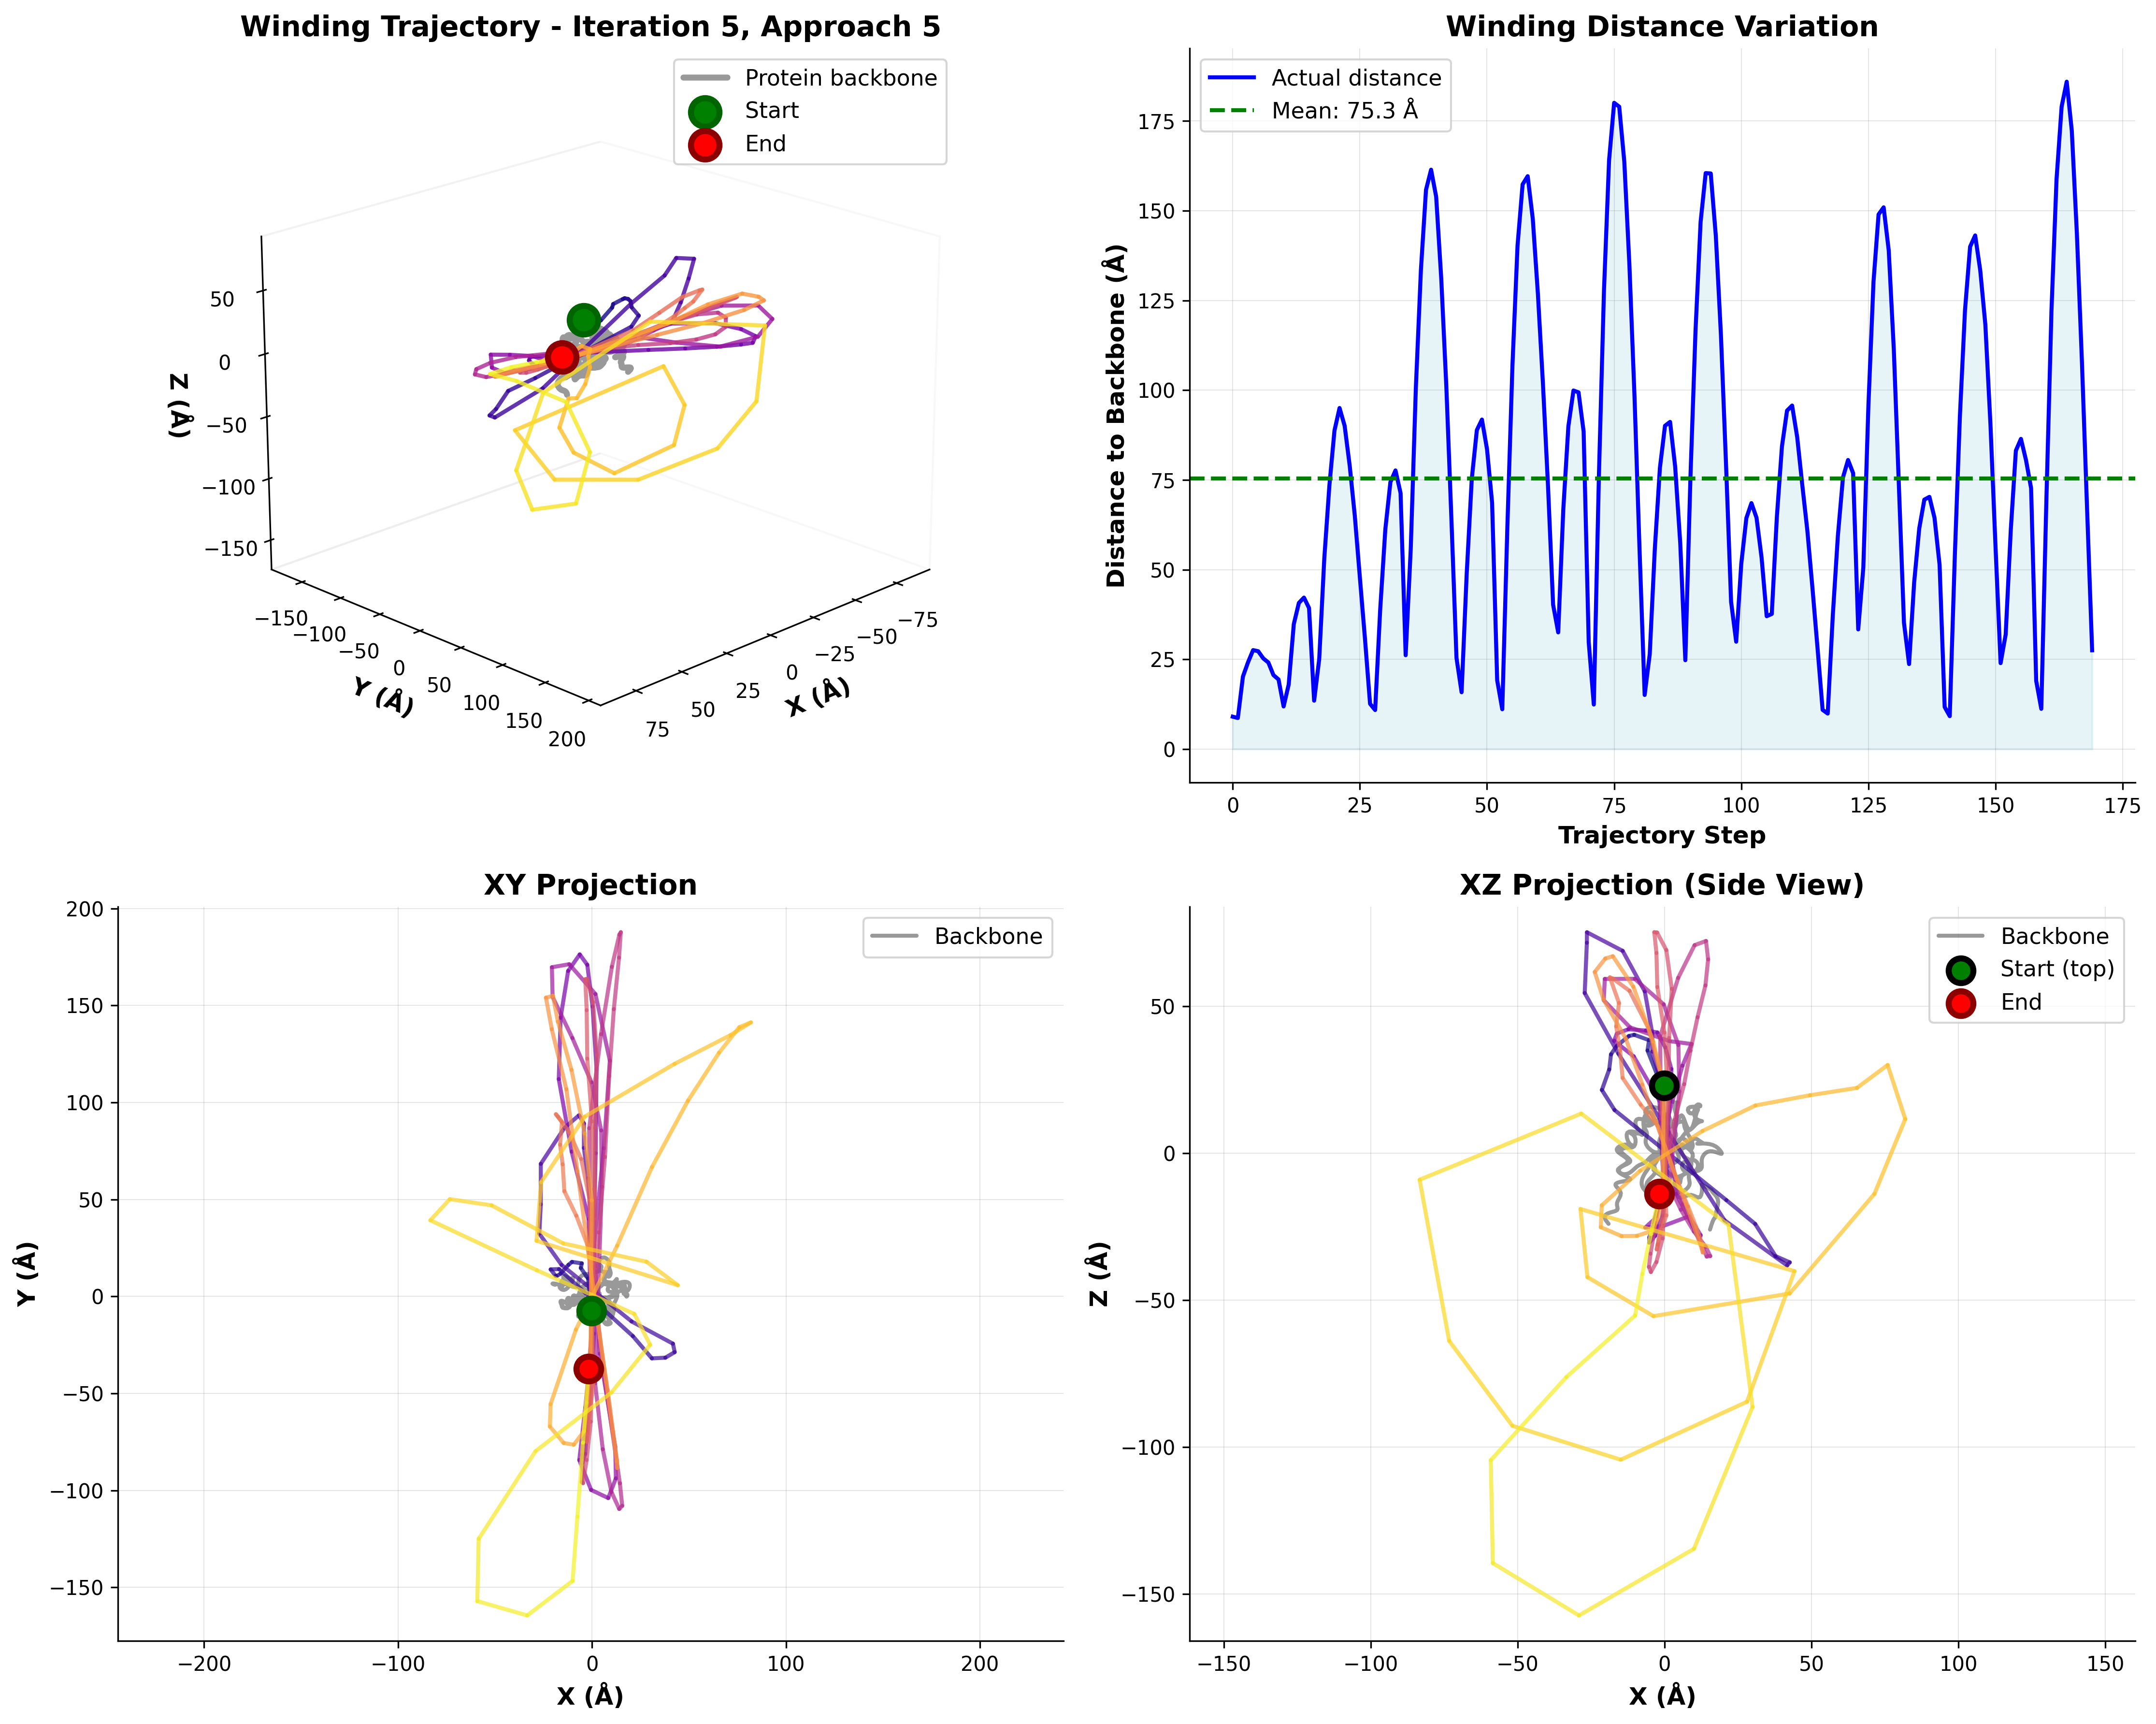 Winding Trajectory - Iteration 5, Approach 5
Protein backbone
Start
End
50
0
−50
−100
−150
Z (Å)
−150
−100
−50
0
50
100
150
200
Y (Å)
75
50
25
0
−25
−50
−75
X (Å)
Winding Distance Variation
Actual distance
Mean: 75.3 Å
175
150
125
100
75
50
25
0
Distance to Backbone (Å)
0
25
50
75
100
125
150
175
Trajectory Step
XY Projection
Backbone
200
150
100
50
0
−50
−100
−150
Y (Å)
−200
−100
0
100
200
X (Å)
XZ Projection (Side View)
Backbone
Start (top)
End
50
0
−50
−100
−150
Z (Å)
−150
−100
−50
0
50
100
150
X (Å)